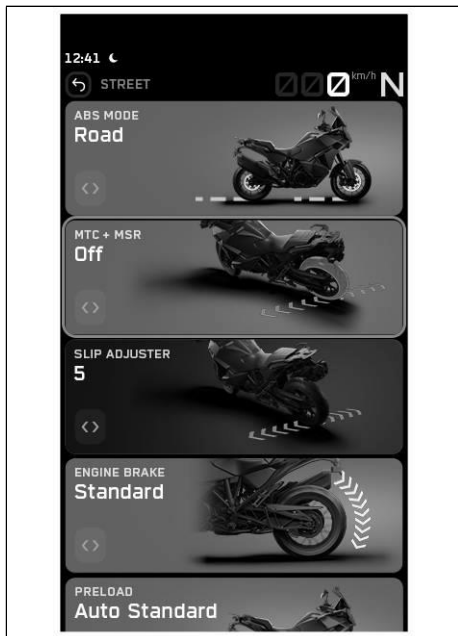 12:41
STREET 000 km/h N
ABS MODE
Road
MTC + MSR
Off
SLIP ADJUSTER
5
ENGINE BRAKE
Standard
PRELOAD
Auto Standard